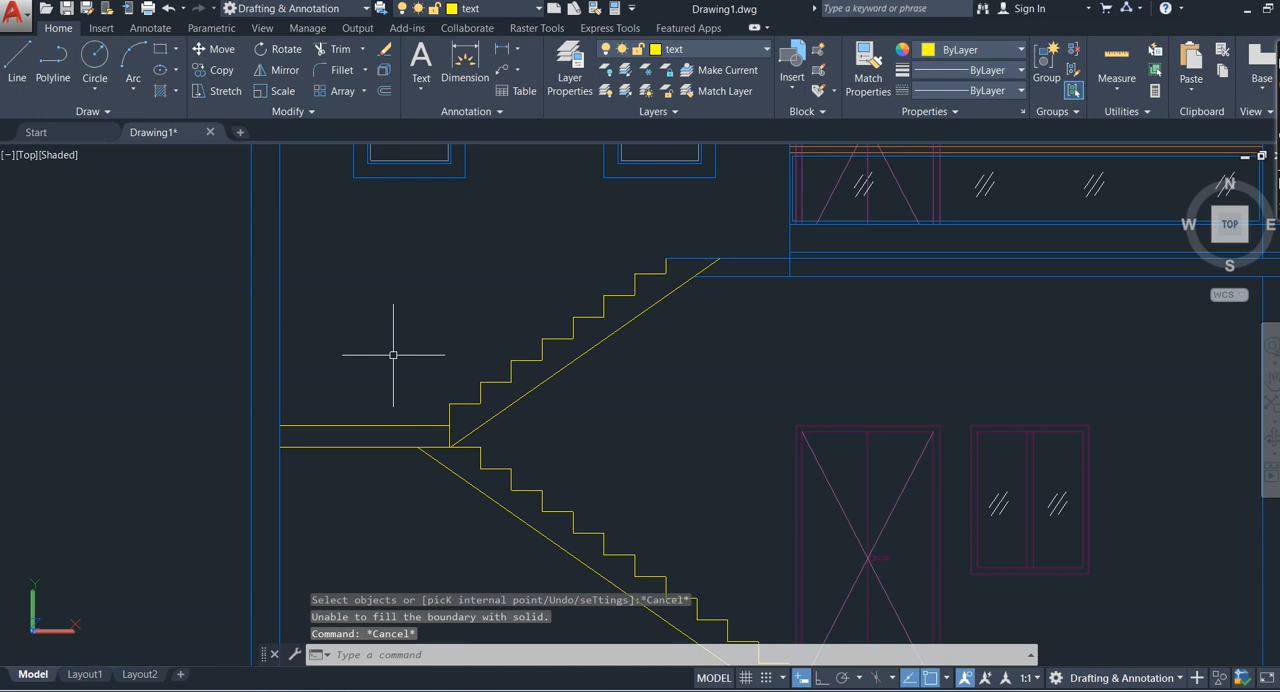 A
Drafting & Annotation
text
Drawing1.dwg
Type a keyword or phrase
Sign In
?
Home Insert Annotate Parametric View Manage Output Add-ins Collaborate Raster Tools Express Tools Featured Apps
Line Polyline Circle Arc
Move Rotate Trim
Copy Mirror Fillet
Stretch Scale Array
A
Text Dimension
Table
Layer
Properties
text
Make Current
Match Layer
Insert
Match
Properties
ByLayer
ByLayer
ByLayer
Group
Measure
Paste
Base
Draw Modify Annotation Layers Block Properties Groups Utilities Clipboard View
Start Drawing1*
[−][Top][Shaded]
N
W TOP E
S
WCS
Y
X
Select objects or [picK internal point/Undo/seTtings]:*Cancel*
Unable to fill the boundary with solid.
Command: *Cancel*
Type a command
Model Layout1 Layout2
MODEL
1:1
Drafting & Annotation